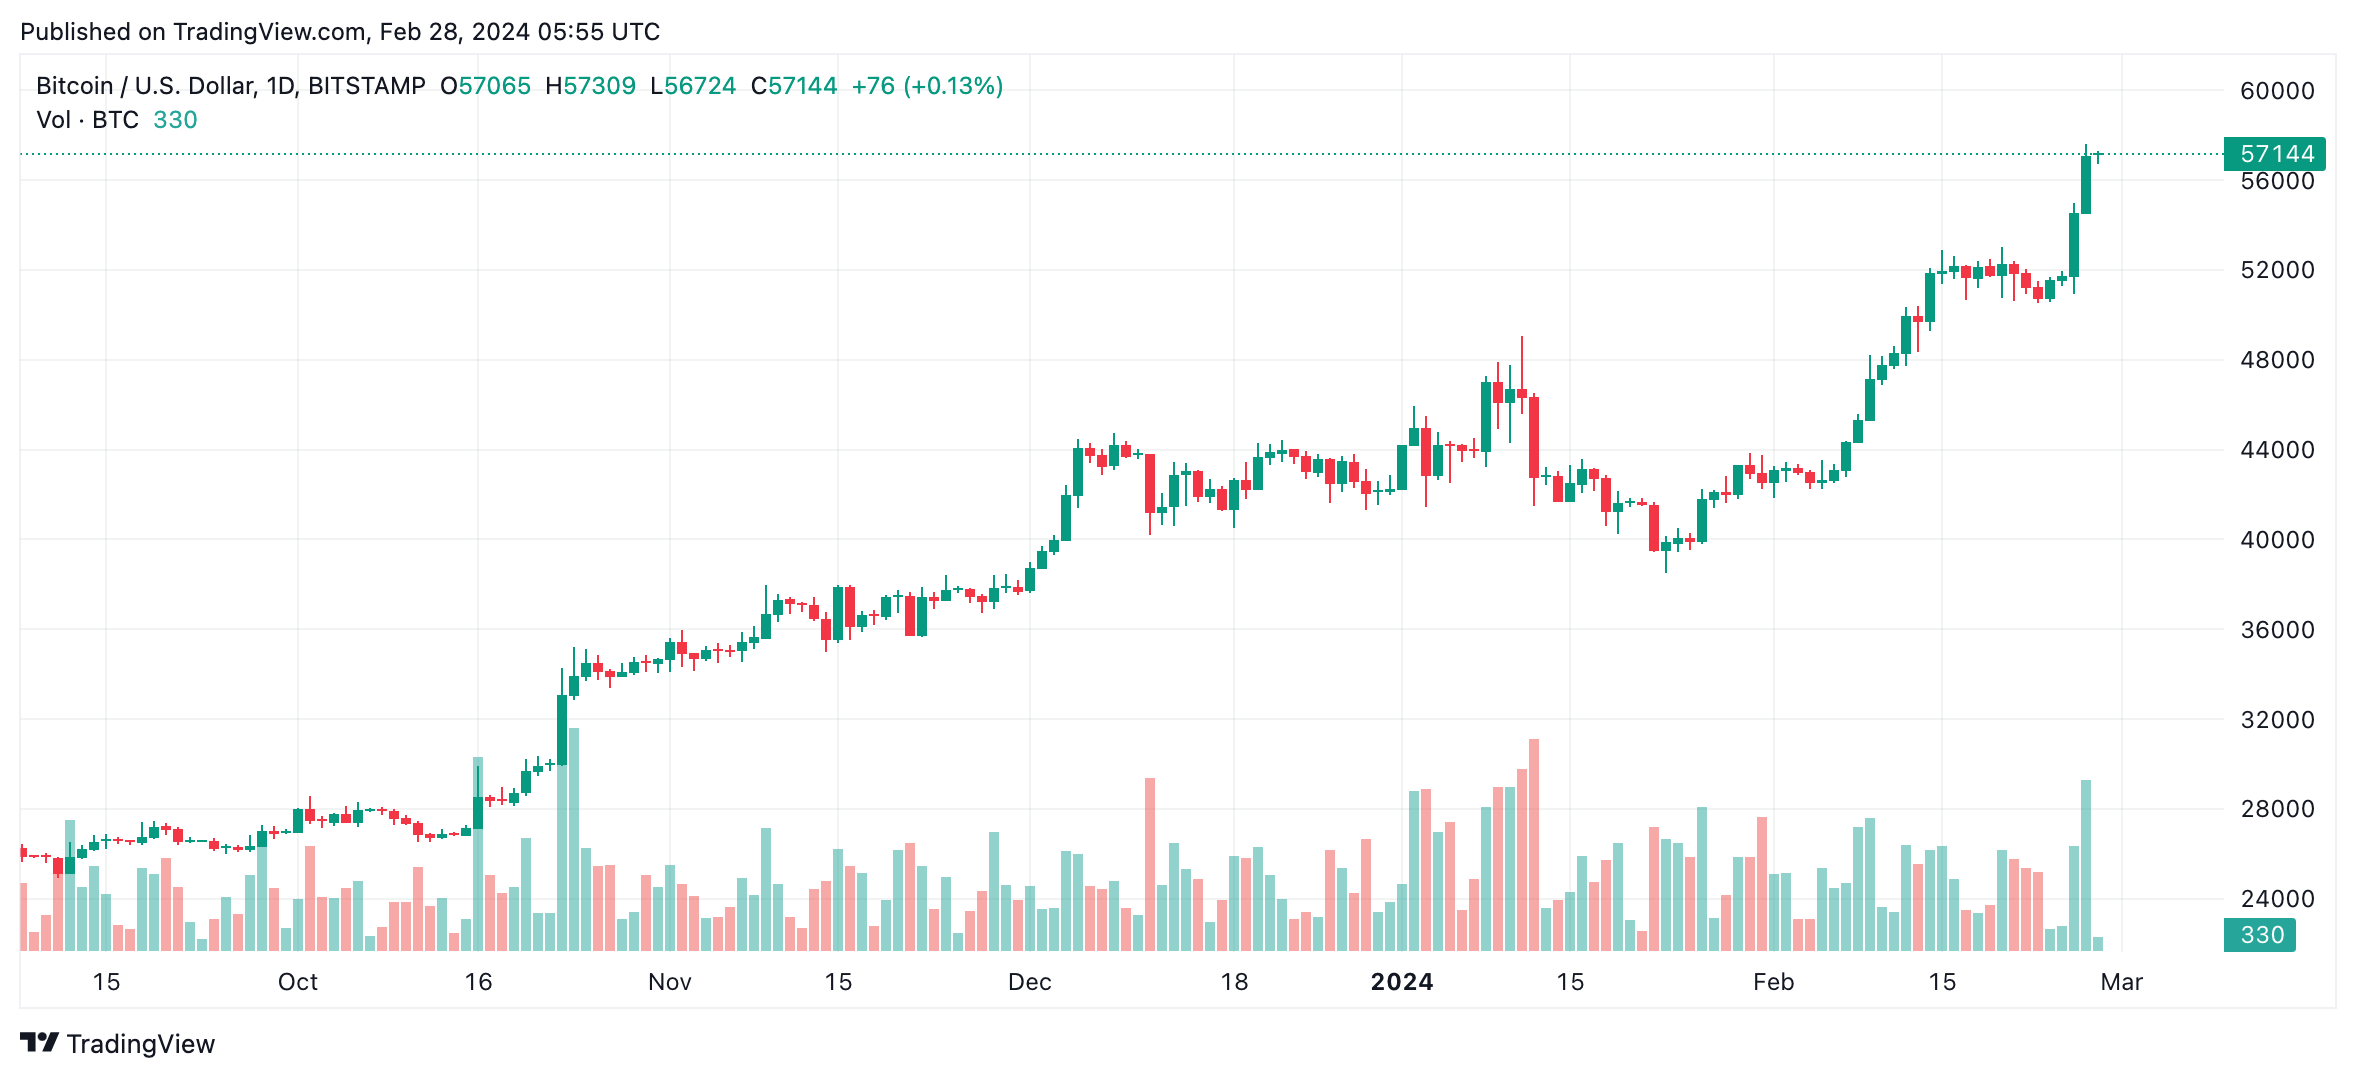 Published on TradingView.com, Feb 28, 2024 05:55 UTC
Bitcoin / U.S. Dollar, 1D, BITSTAMP O57065 H57309 L56724 C57144 +76 (+0.13%)
Vol · BTC 330
60000
57144
56000
52000
48000
44000
40000
36000
32000
28000
24000
330
15 Oct 16 Nov 15 Dec 18 2024 15 Feb 15 Mar
TradingView